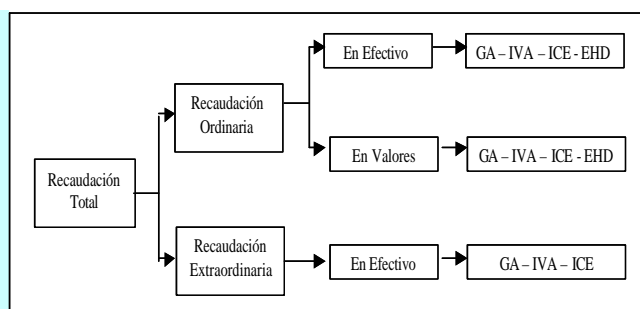 En Efectivo
GA – IVA – ICE - EHD
Recaudación
Ordinaria
En Valores
GA – IVA – ICE - EHD
Recaudación
Total
Recaudación
Extraordinaria
En Efectivo
GA – IVA – ICE